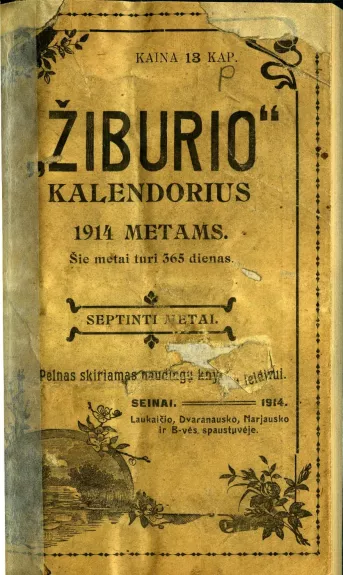 KAINA 13 KAP.
P
„ŽIBURIO“
KALENDORIUS
1914 METAMS.
Šie metai turi 365 dienas.
SEPTINTI METAI.
Pelnas skiriamas naudingų leidimui.
SEINAI. 1914.
Laukaičio, Dvaranausko, Narjausko
ir B-vės spaustuvėje.